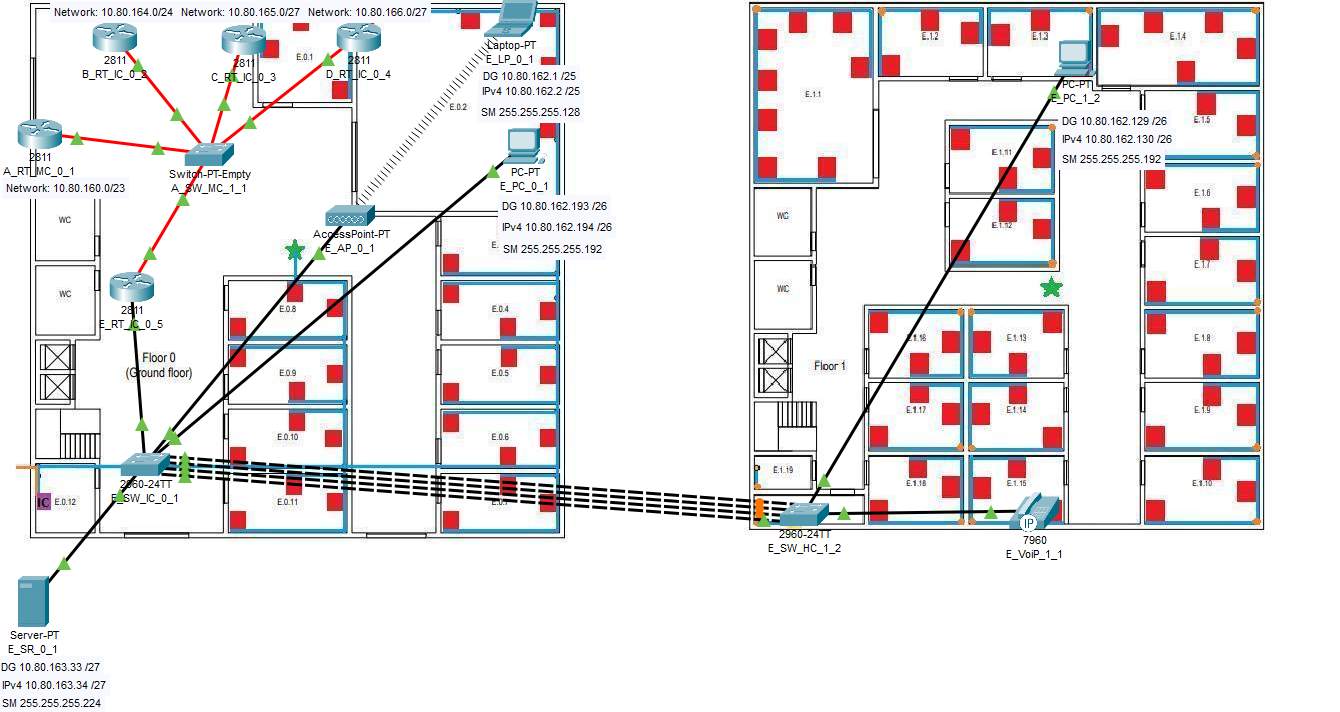 Network: 10.80.164.0/24 Network: 10.80.165.0/27 Network: 10.80.166.0/27
2811
B_RT_IC_0_2
2811
C_RT_IC_0_3
2811
D_RT_IC_0_4
E.0.1
Laptop-PT
E_LP_0_1
DG 10.80.162.1 /25
IPv4 10.80.162.2 /25
SM 255.255.255.128
E.0.2
2811
A_RT_MC_0_1
Network: 10.80.160.0/23
Switch-PT-Empty
A_SW_MC_1_1
PC-PT
E_PC_0_1
DG 10.80.162.193 /26
IPv4 10.80.162.194 /26
SM 255.255.255.192
AccessPoint-PT
E_AP_0_1
WC
WC
2811
E_RT_IC_0_5
Floor 0
(Ground floor)
E.0.8
E.0.9
E.0.10
E.0.11
E.0.4
E.0.5
E.0.6
E.0.12
IC
2960-24TT
E_SW_IC_0_1
Server-PT
E_SR_0_1
DG 10.80.163.33 /27
IPv4 10.80.163.34 /27
SM 255.255.255.224
E.1.1
E.1.2
E.1.3
E.1.4
PC-PT
E_PC_1_2
DG 10.80.162.129 /26
IPv4 10.80.162.130 /26
SM 255.255.255.192
E.1.5
E.1.6
E.1.7
E.1.8
E.1.9
E.1.10
E.1.11
E.1.12
WC
WC
Floor 1
E.1.16
E.1.13
E.1.17
E.1.14
E.1.18
E.1.15
E.1.19
2960-24TT
E_SW_HC_1_2
IP
7960
E_VoiP_1_1